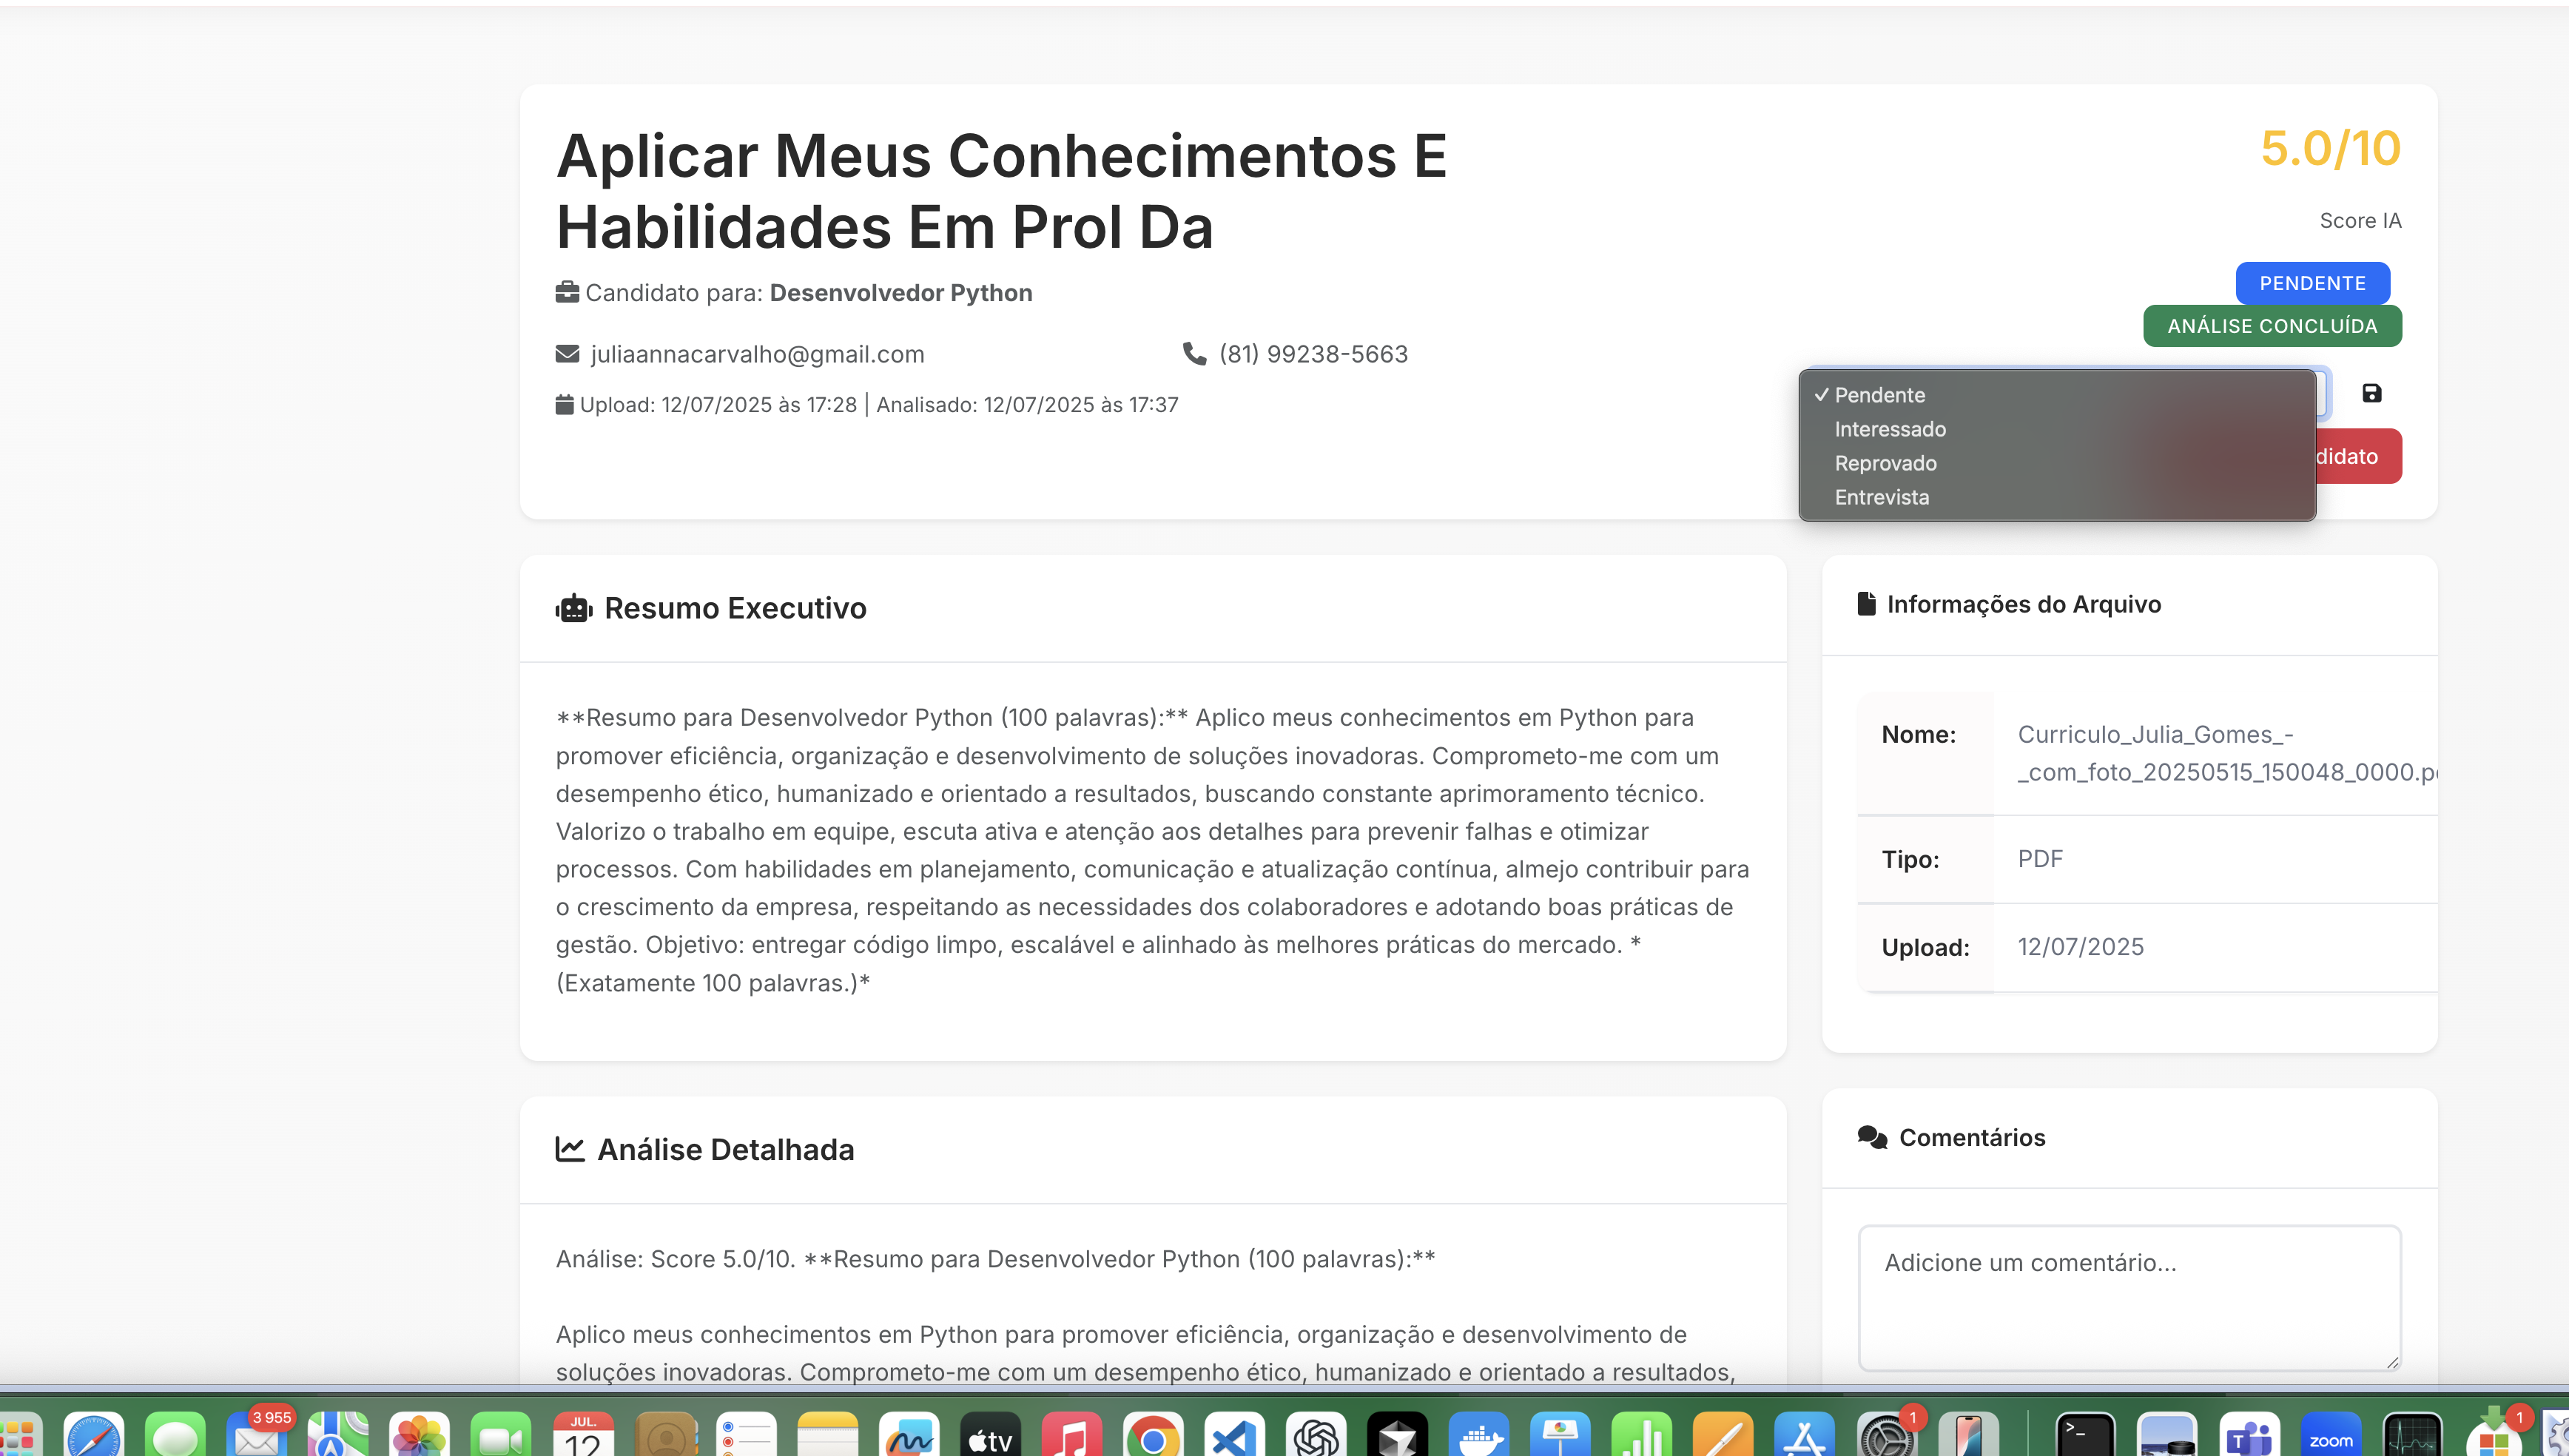 Aplicar Meus Conhecimentos E
Habilidades Em Prol Da
Candidato para: Desenvolvedor Python
juliaannacarvalho@gmail.com
(81) 99238-5663
Upload: 12/07/2025 às 17:28 | Analisado: 12/07/2025 às 17:37
5.0/10
Score IA
PENDENTE
ANÁLISE CONCLUÍDA
✓ Pendente
Interessado
Reprovado
Entrevista
didato
Resumo Executivo
**Resumo para Desenvolvedor Python (100 palavras):** Aplico meus conhecimentos em Python para
promover eficiência, organização e desenvolvimento de soluções inovadoras. Comprometo-me com um
desempenho ético, humanizado e orientado a resultados, buscando constante aprimoramento técnico.
Valorizo o trabalho em equipe, escuta ativa e atenção aos detalhes para prevenir falhas e otimizar
processos. Com habilidades em planejamento, comunicação e atualização contínua, almejo contribuir para
o crescimento da empresa, respeitando as necessidades dos colaboradores e adotando boas práticas de
gestão. Objetivo: entregar código limpo, escalável e alinhado às melhores práticas do mercado. *
(Exatamente 100 palavras.)*
Informações do Arquivo
Nome: Curriculo_Julia_Gomes_-
_com_foto_20250515_150048_0000.p
Tipo: PDF
Upload: 12/07/2025
Análise Detalhada
Análise: Score 5.0/10. **Resumo para Desenvolvedor Python (100 palavras):**
Aplico meus conhecimentos em Python para promover eficiência, organização e desenvolvimento de
soluções inovadoras. Comprometo-me com um desempenho ético, humanizado e orientado a resultados,
Comentários
Adicione um comentário...
3 955
JUL.
12
tv
1
>_
T
zoom
1